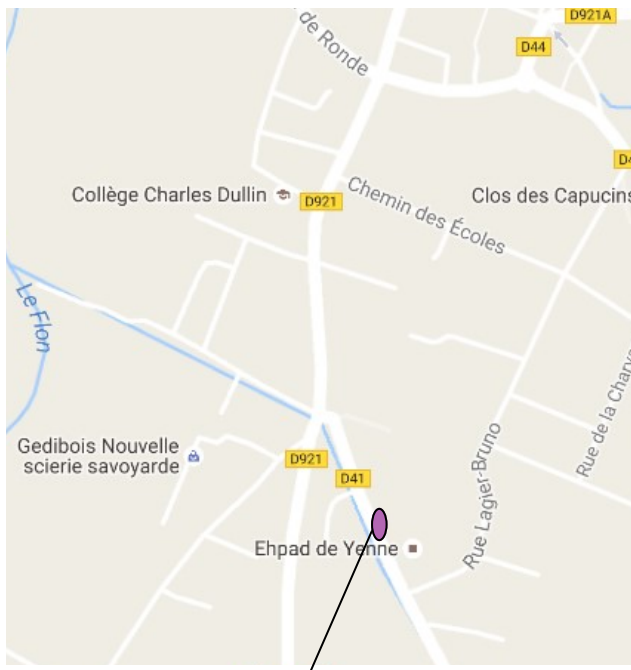 D921A
de Ronde
D44
D4
Collège Charles Dullin
D921
Clos des Capucins
Chemin des Écoles
Le Flon
Rue de la Charv
Gedibois Nouvelle
scierie savoyarde
D921
D41
Rue Lagier-Bruno
Ehpad de Yenne